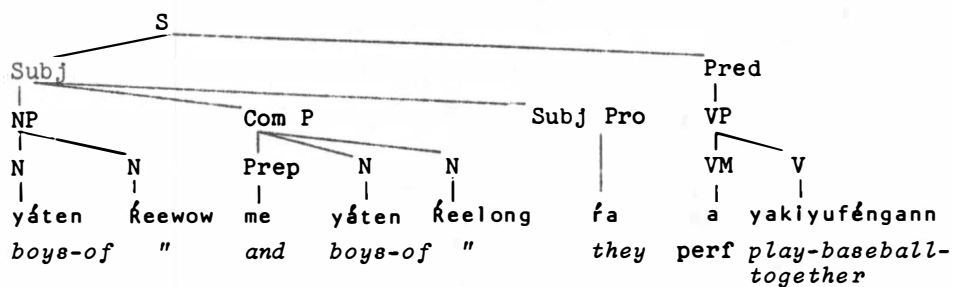 S
Subj Pred
NP Com P Subj Pro VP
N N Prep N N VM V
yáten Ŕeewow me yáten Ŕeelong ŕa a yakiyuféngann
boys-of " and boys-of " they perf play-baseball-
together